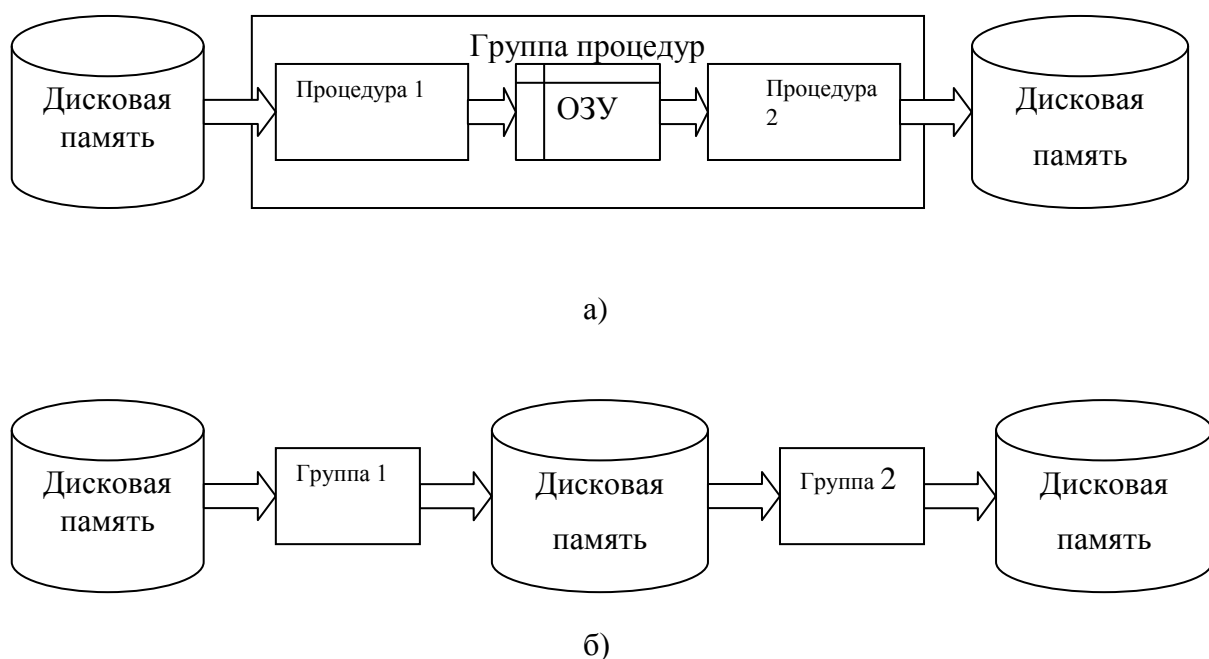 Группа процедур
Дисковая
память
Процедура 1
ОЗУ
Процедура
2
Дисковая
память
а)
Дисковая
память
Группа 1
Дисковая
память
Группа 2
Дисковая
память
б)